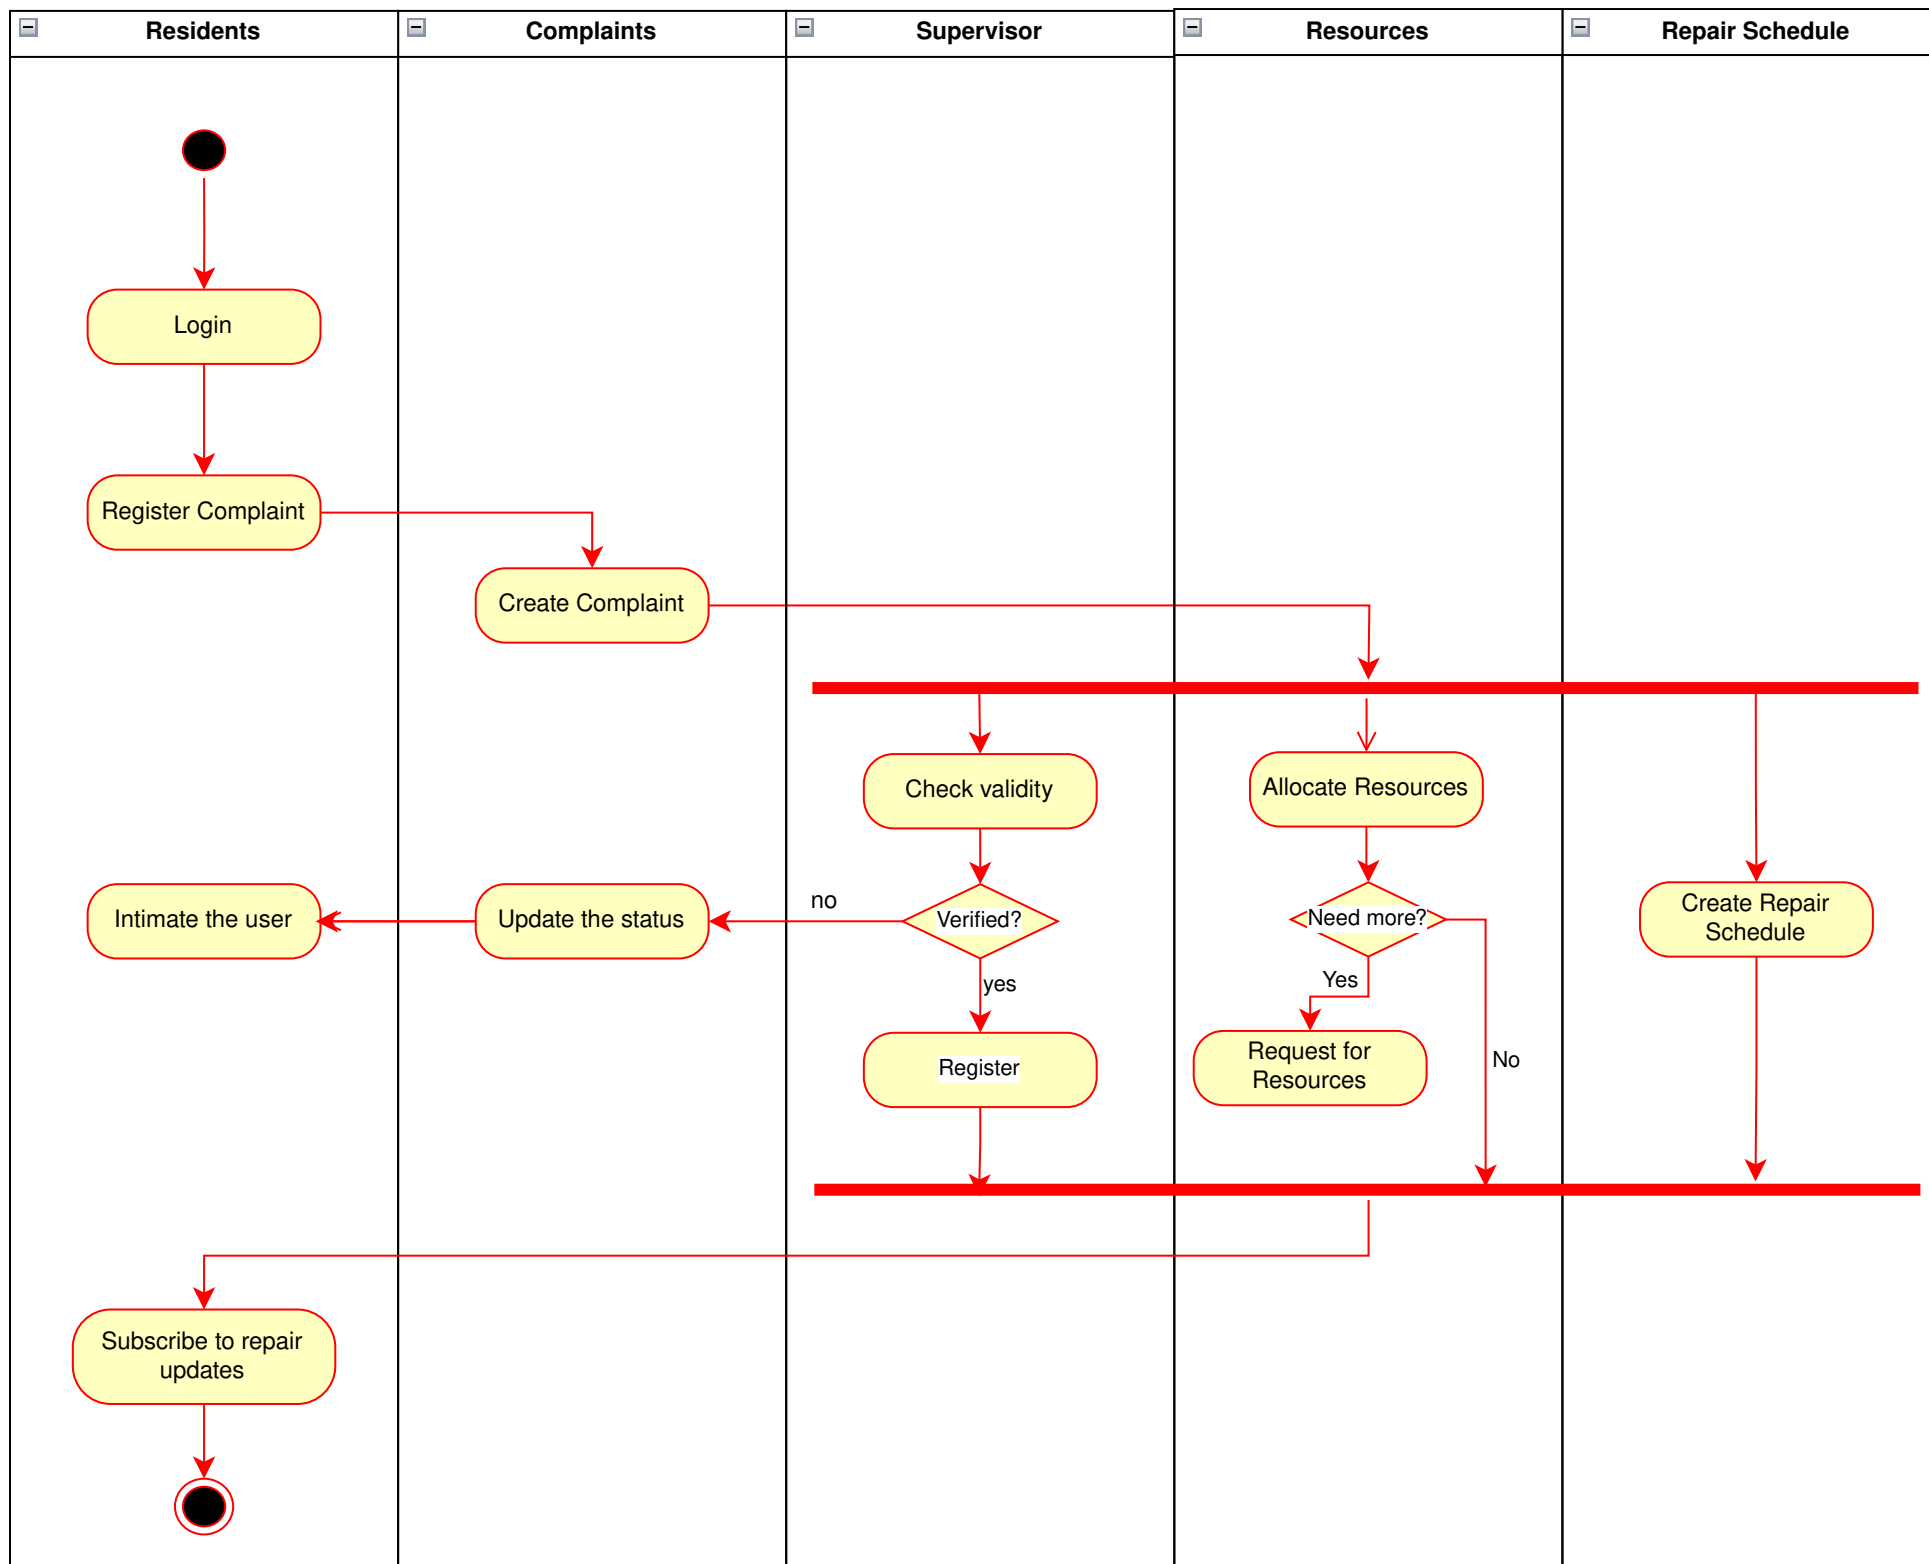 Residents
Complaints
Supervisor
Resources
Repair Schedule
Login
Register Complaint
Create Complaint
Check validity
Allocate Resources
Intimate the user
Update the status
no
Verified?
Need more?
Create Repair
Schedule
yes
Yes
Register
Request for
Resources
No
Subscribe to repair
updates